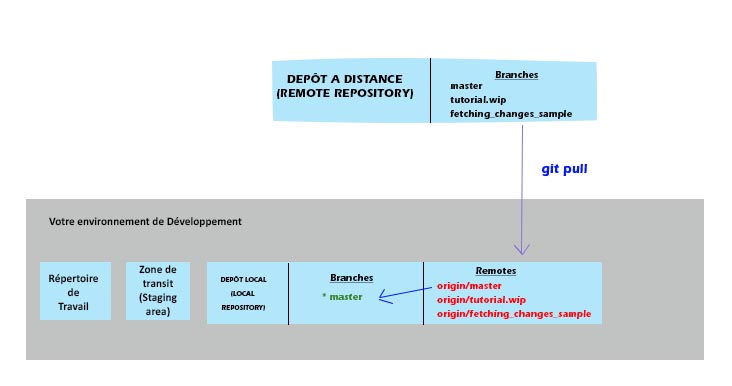 DEPÔT A DISTANCE
(REMOTE REPOSITORY)
Branches
master
tutorial.wip
fetching_changes_sample
git pull
Votre environnement de Développement
Répertoire
de
Travail
Zone de
transit
(Staging
area)
DEPÔT LOCAL
(LOCAL
REPOSITORY)
Branches
* master
Remotes
origin/master
origin/tutorial.wip
origin/fetching_changes_sample